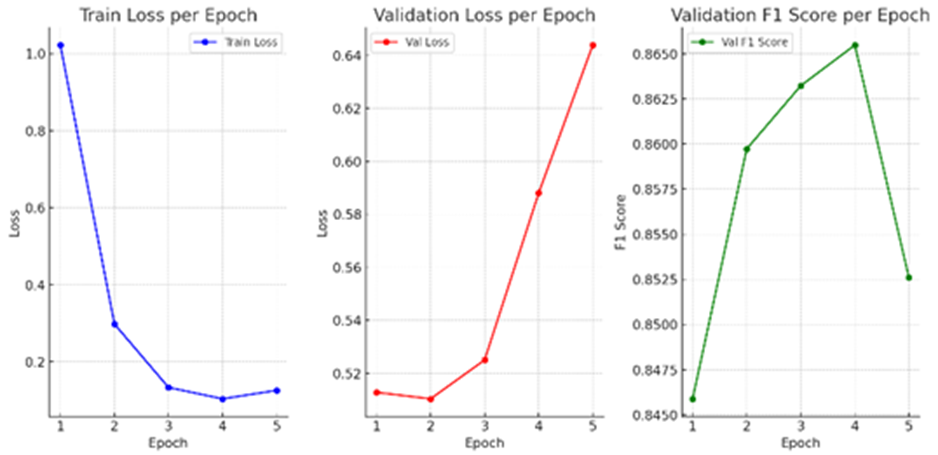 Train Loss per Epoch
Train Loss
1.0
0.8
0.6
0.4
0.2
Loss
1 2 3 4 5
Epoch
Validation Loss per Epoch
Val Loss
0.64
0.62
0.60
0.58
0.56
0.54
0.52
Loss
1 2 3 4 5
Epoch
Validation F1 Score per Epoch
Val F1 Score
0.8650
0.8625
0.8600
0.8575
0.8550
0.8525
0.8500
0.8475
0.8450
F1 Score
1 2 3 4 5
Epoch